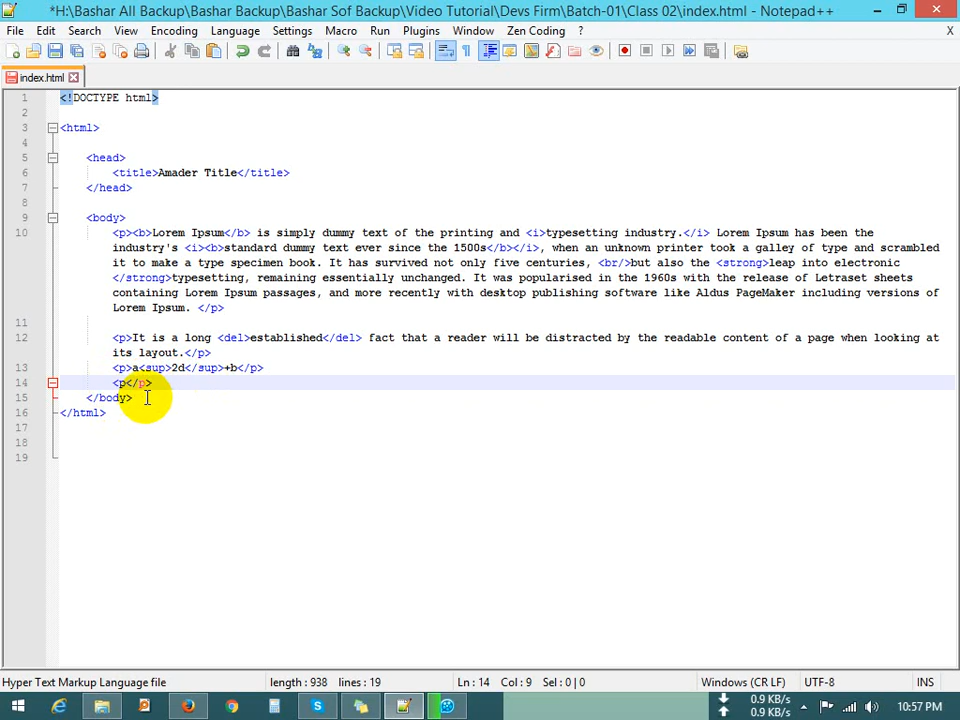 *H:\Bashar All Backup\Bashar Backup\Bashar Sof Backup\Video Tutorial\Devs Firm\Batch-01\Class 02\index.html - Notepad++
File Edit Search View Encoding Language Settings Macro Run Plugins Window Zen Coding ? X
index.html
1 <!DOCTYPE html>
2
3 <html>
4
5 <head>
6 <title>Amader Title</title>
7 </head>
8
9 <body>
10 <p><b>Lorem Ipsum</b> is simply dummy text of the printing and <i>typesetting industry.</i> Lorem Ipsum has been the
industry's <i><b>standard dummy text ever since the 1500s</b></i>, when an unknown printer took a galley of type and scrambled
it to make a type specimen book. It has survived not only five centuries, <br/>but also the <strong>leap into electronic
</strong>typesetting, remaining essentially unchanged. It was popularised in the 1960s with the release of Letraset sheets
containing Lorem Ipsum passages, and more recently with desktop publishing software like Aldus PageMaker including versions of
Lorem Ipsum. </p>
11
12 <p>It is a long <del>established</del> fact that a reader will be distracted by the readable content of a page when looking at
its layout.</p>
13 <p>a<sup>2d</sup>+b</p>
14 <p</p>
15 </body>
16 </html>
17
18
19
Hyper Text Markup Language file length : 938 lines : 19 Ln : 14 Col : 9 Sel : 0 | 0 Windows (CR LF) UTF-8 INS
0.9 KB/s
0.9 KB/s
10:57 PM